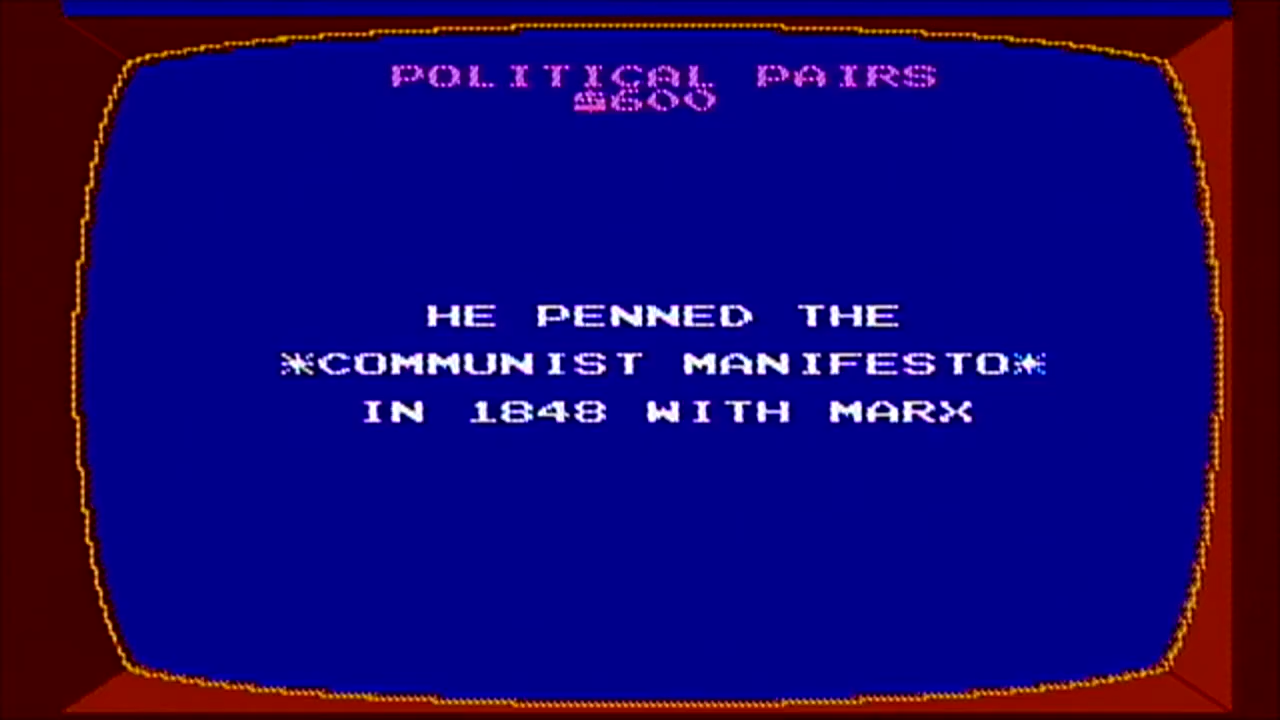 POLITICAL PAIRS
$600
HE PENNED THE
*COMMUNIST MANIFESTO*
IN 1848 WITH MARX